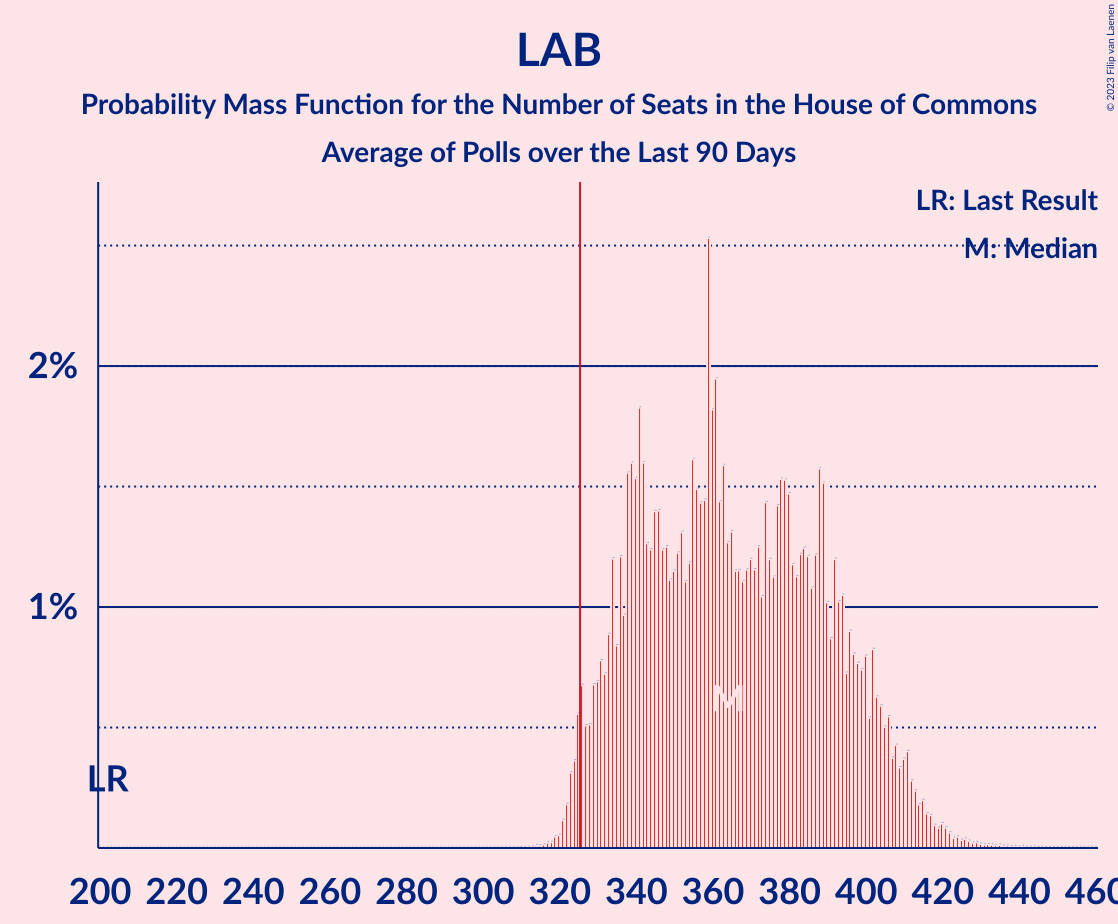 LAB
Probability Mass Function for the Number of Seats in the House of Commons
Average of Polls over the Last 90 Days
© 2023 Filip van Laenen
LR: Last Result
M: Median
2%
1%
M
LR
200 220 240 260 280 300 320 340 360 380 400 420 440 460